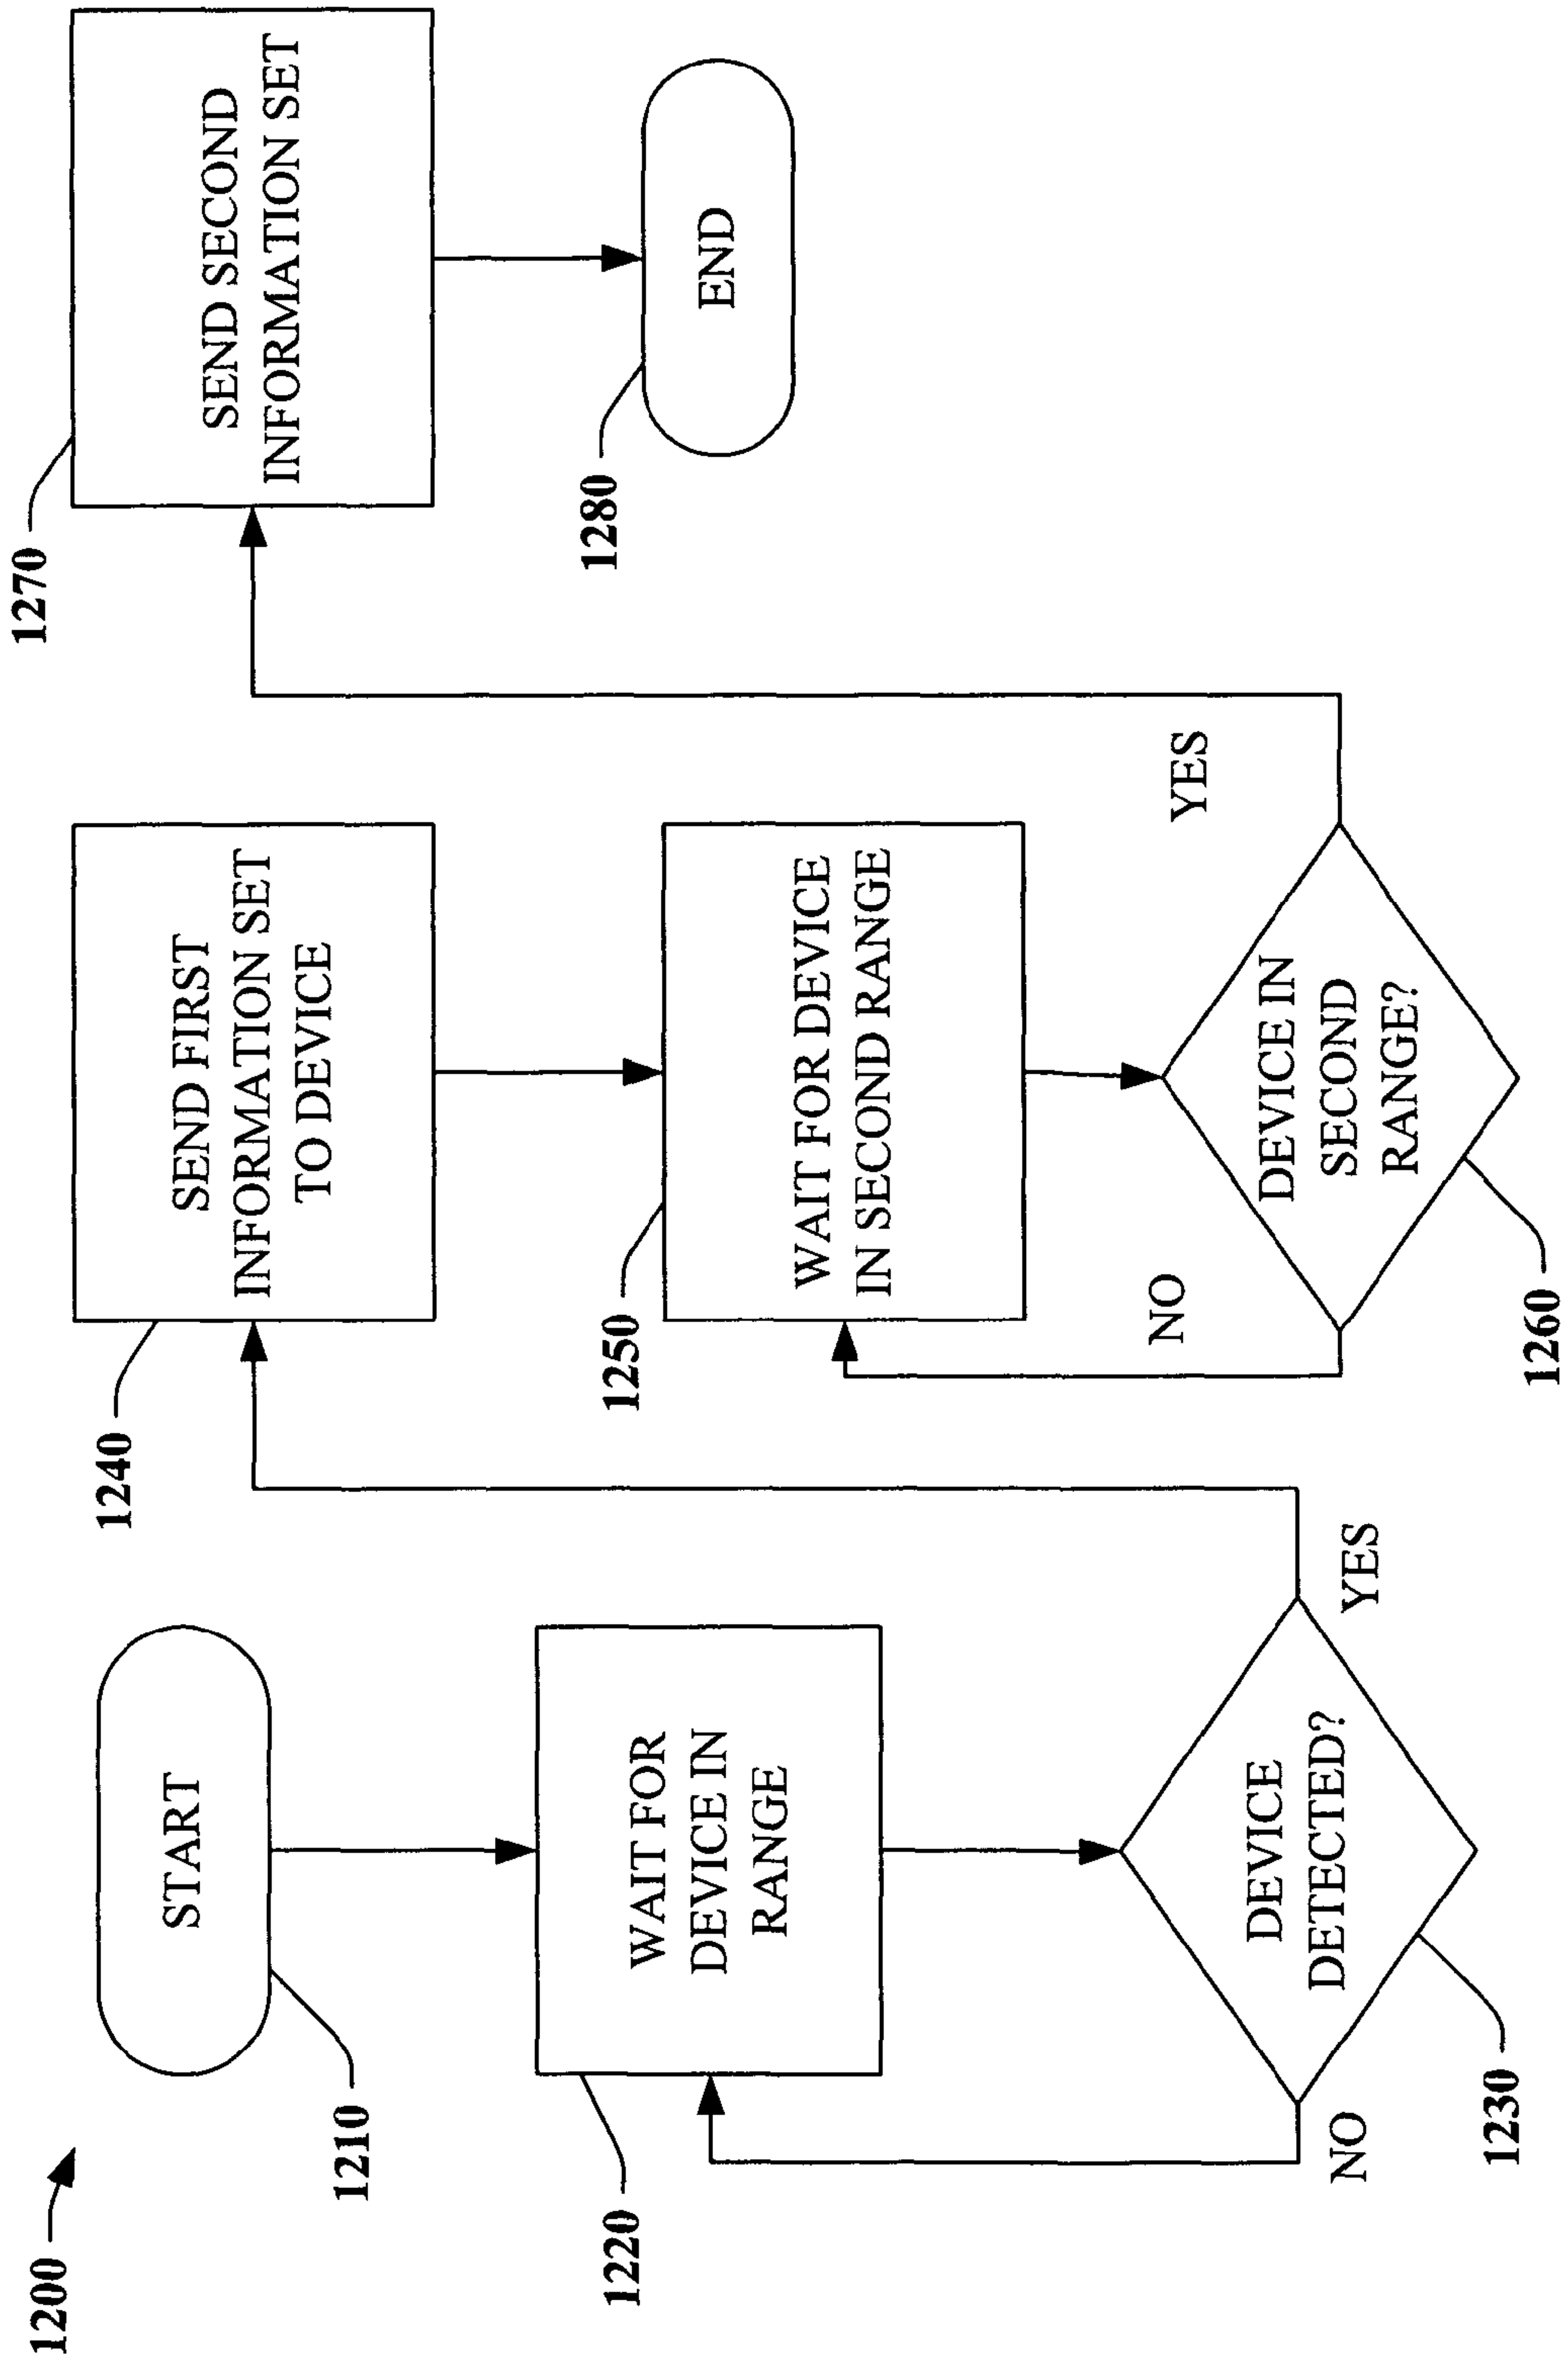 1200
START
1210
WAIT FOR
DEVICE IN
RANGE
1220
DEVICE
DETECTED?
1230
NO
YES
SEND FIRST
INFORMATION SET
TO DEVICE
1240
WAIT FOR DEVICE
IN SECOND RANGE
1250
DEVICE IN
SECOND
RANGE?
1260
NO
YES
SEND SECOND
INFORMATION SET
1270
END
1280